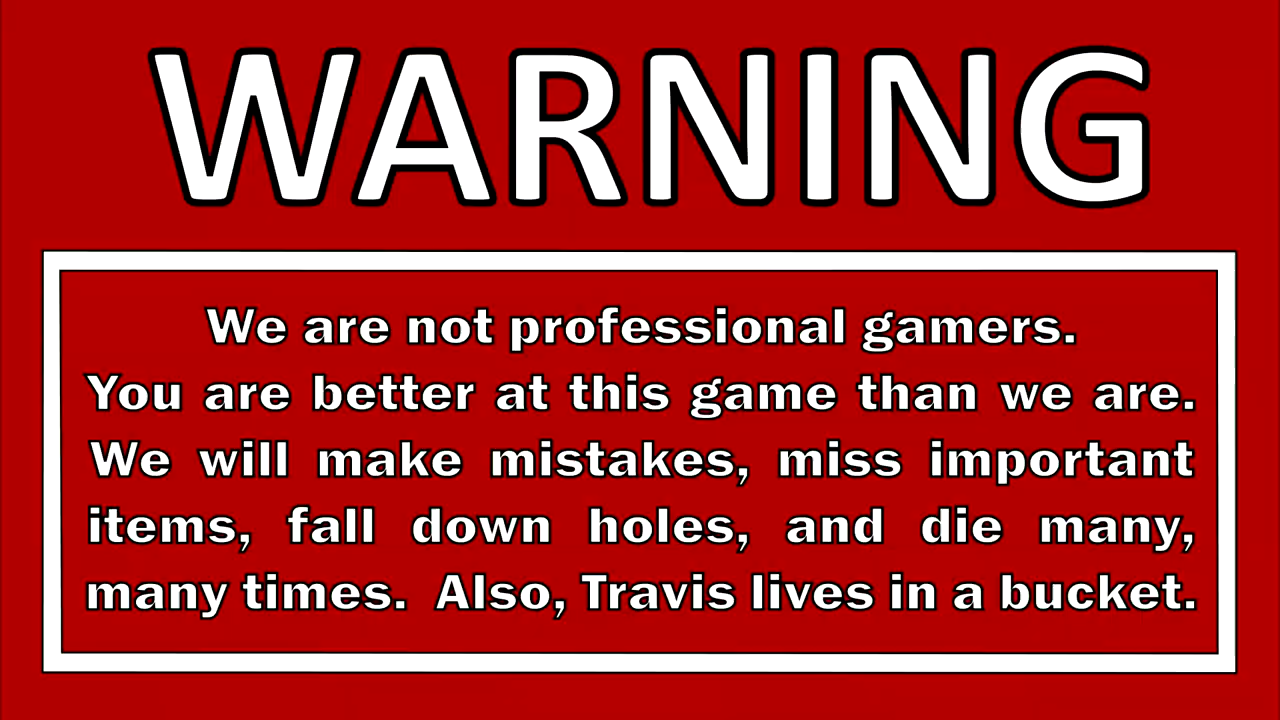 WARNING
We are not professional gamers.
You are better at this game than we are.
We will make mistakes, miss important
items, fall down holes, and die many,
many times. Also, Travis lives in a bucket.